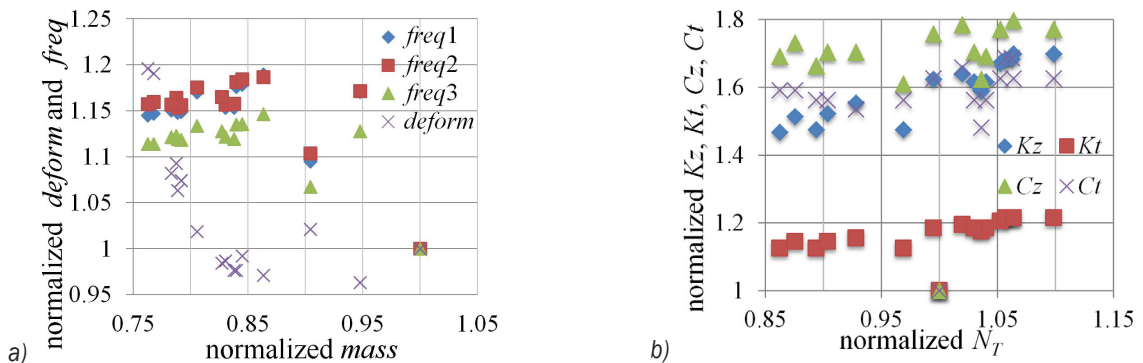 normalized deform and freq
1.25
1.2
1.15
1.1
1.05
1
0.95
0.75
0.85
0.95
1.05
normalized mass
freq1
freq2
freq3
deform
a)
normalized Kz, Kt, Cz, Ct
1.8
1.6
1.4
1.2
1
0.85
0.95
1.05
1.15
normalized N_T
Kz
Kt
Cz
Ct
b)